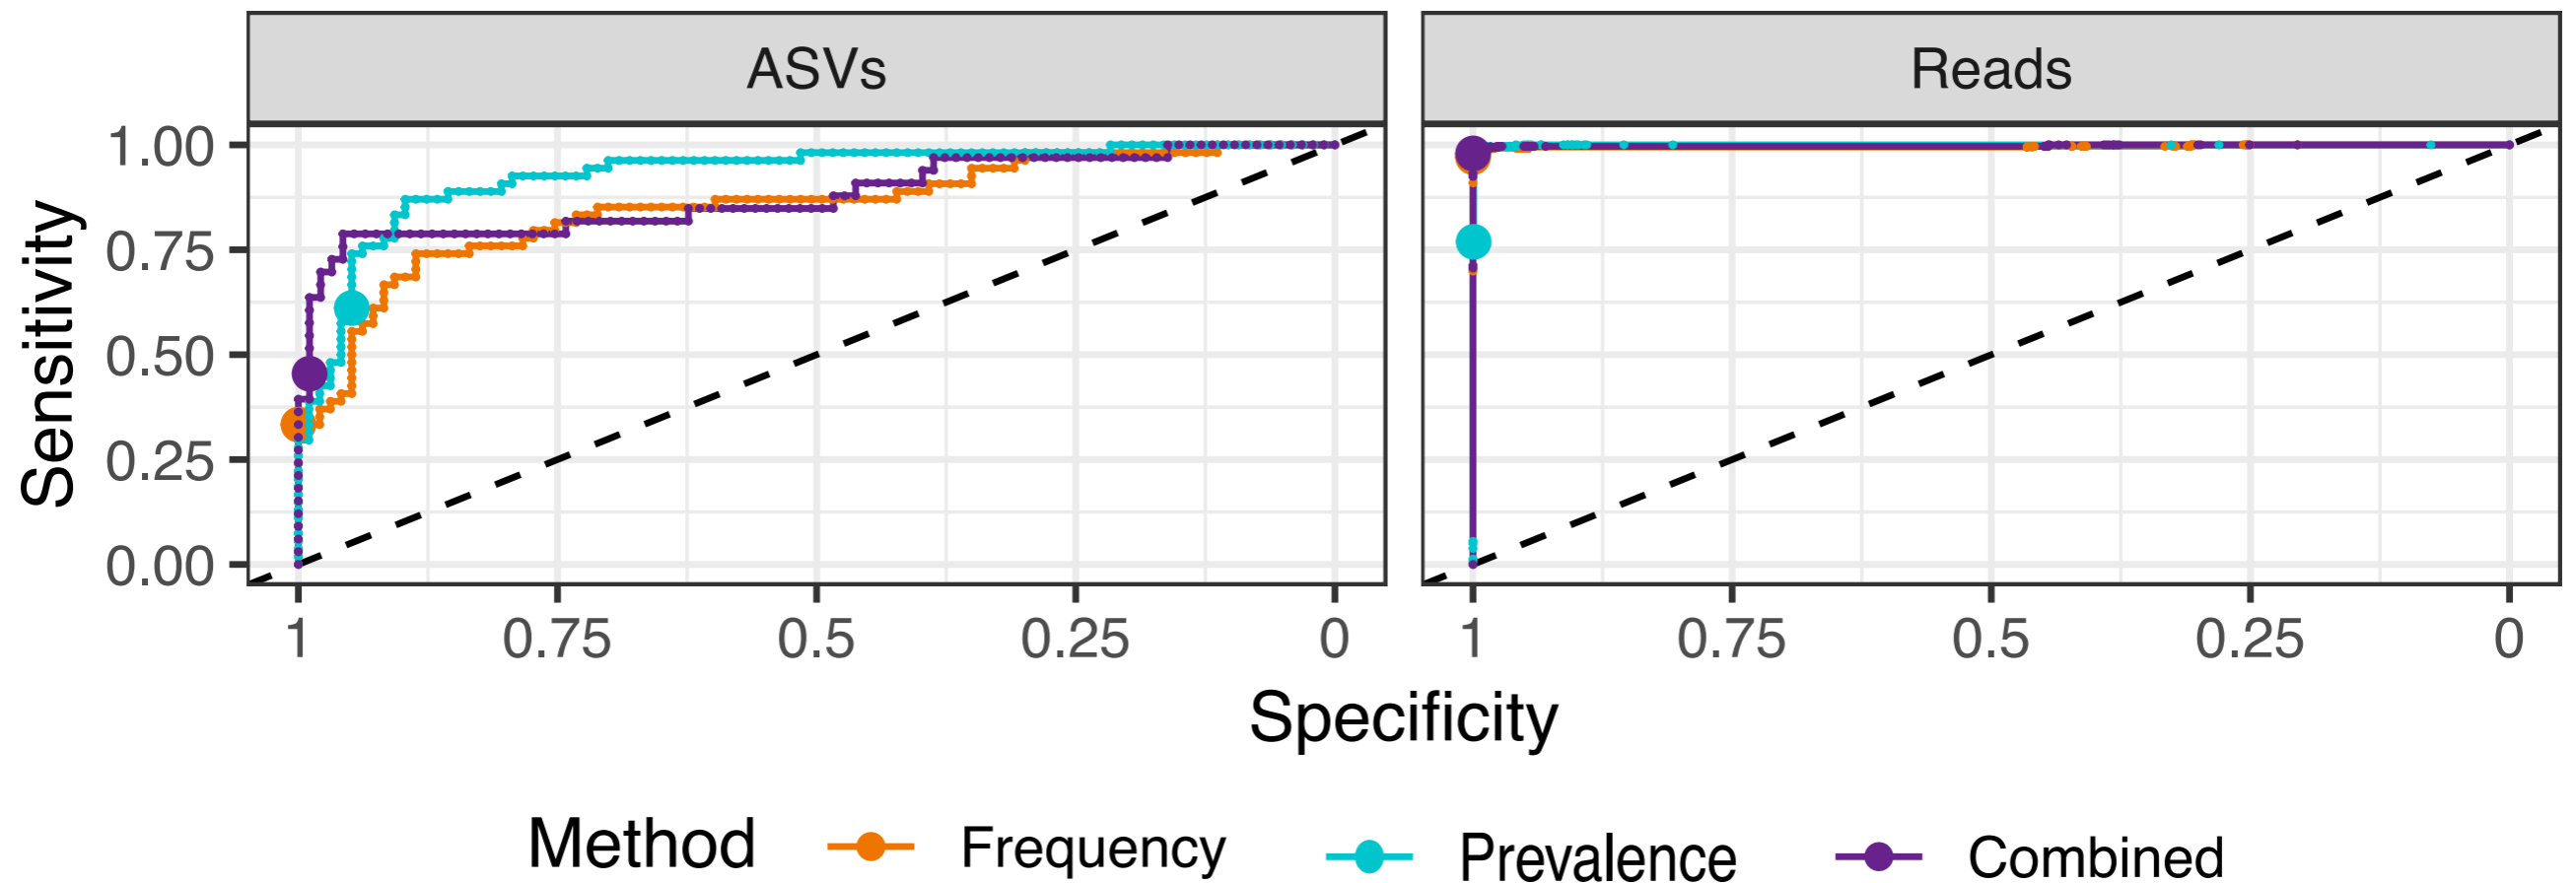 ASVs
Reads
Sensitivity
1.00
0.75
0.50
0.25
0.00
1 0.75 0.5 0.25 0
1 0.75 0.5 0.25 0
Specificity
Method Frequency Prevalence Combined